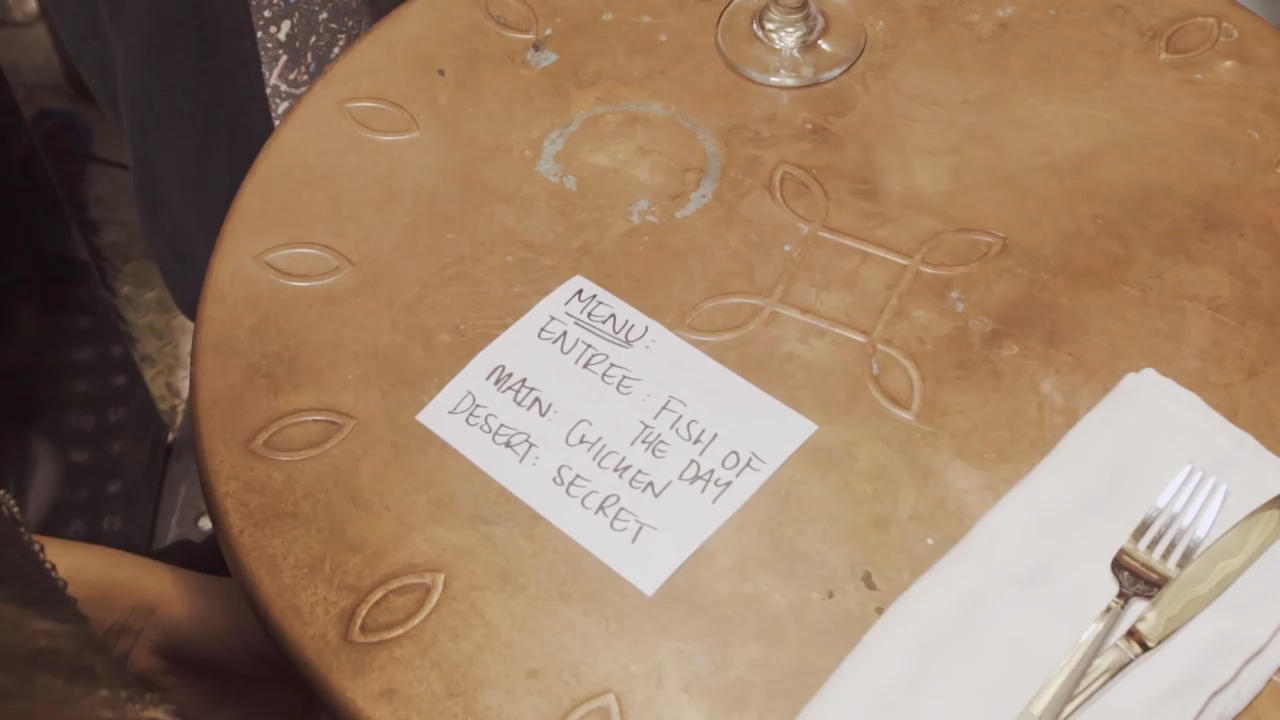 MENU:
ENTREE: FISH OF
THE DAY
MAIN: CHICKEN
DESERT: SECRET